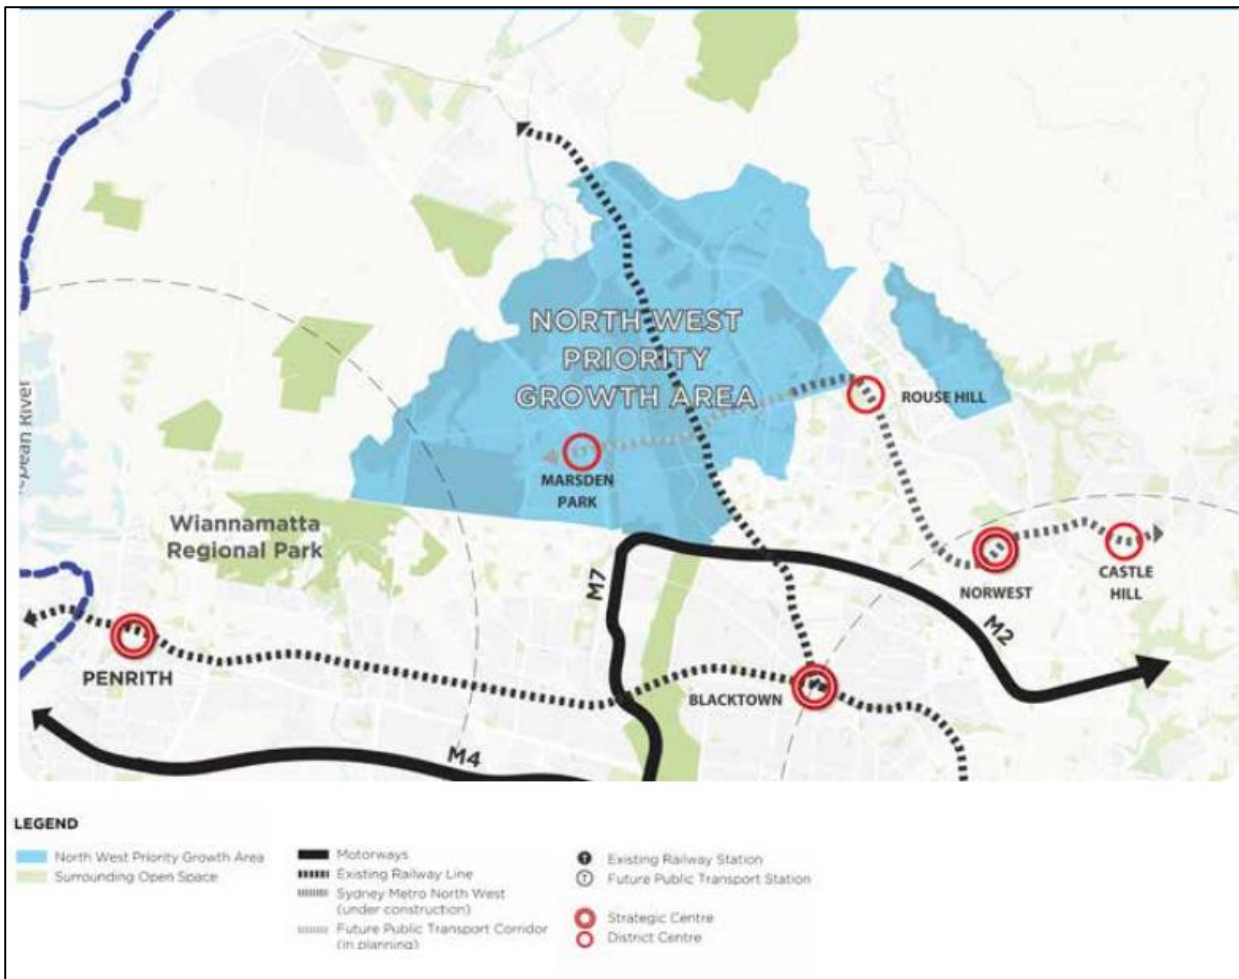 NORTH WEST
PRIORITY
GROWTH AREA
ROUSE HILL
MARSDEN
PARK
Wiannamatta
Regional Park
M7
NORWEST
CASTLE
HILL
M2
PENRITH
BLACKTOWN
M4
LEGEND
North West Priority Growth Area
Surrounding Open Space
Motorways
Existing Railway Line
Sydney Metro North West
(under construction)
Future Public Transport Corridor
(in planning)
Existing Railway Station
Future Public Transport Station
Strategic Centre
District Centre